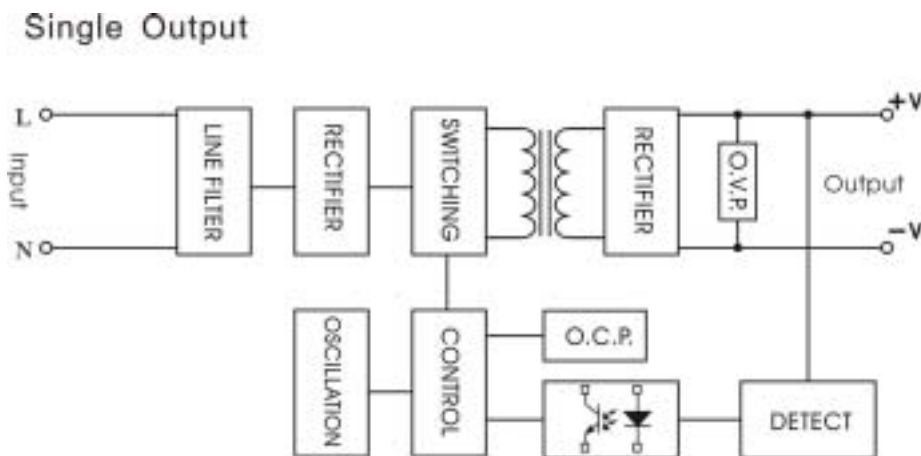 Single Output
L
Input
N
LINE FILTER
RECTIFIER
SWITCHING
RECTIFIER
O.V.P.
+V
Output
-V
OSCILLATION
CONTROL
O.C.P.
DETECT